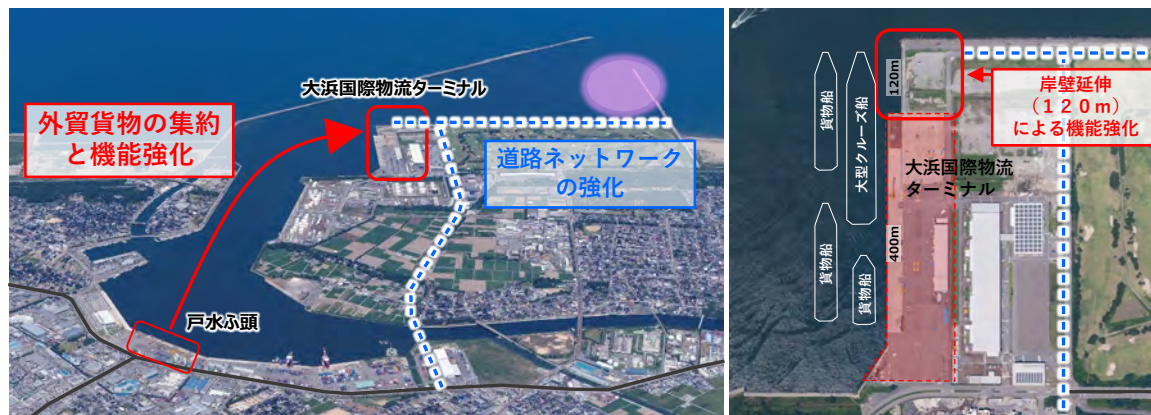 大浜国際物流ターミナル
外貿貨物の集約
と機能強化
道路ネットワーク
の強化
戸水ふ頭
120m
岸壁延伸
（１２０ｍ）
による機能強化
貨物船
大型クルーズ船
大浜国際物流
ターミナル
400m
貨物船
貨物船